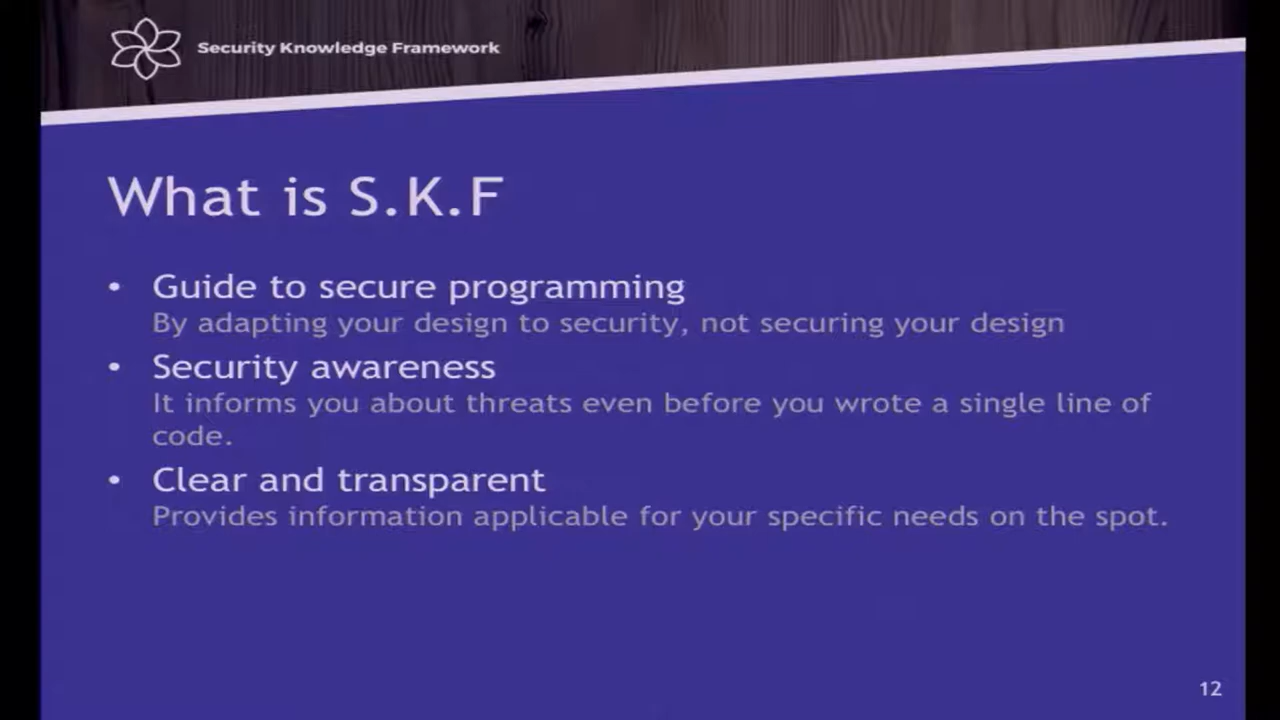 Security Knowledge Framework
What is S.K.F
• Guide to secure programming
By adapting your design to security, not securing your design
• Security awareness
It informs you about threats even before you wrote a single line of
code.
• Clear and transparent
Provides information applicable for your specific needs on the spot.
12